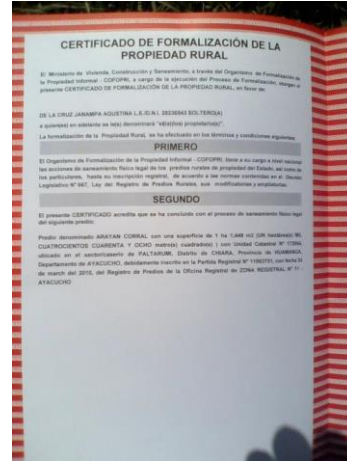 CERTIFICADO DE FORMALIZACIÓN DE LA
PROPIEDAD RURAL
El Ministerio de Vivienda, Construcción y Saneamiento, a través del Organismo de Formalización de
la Propiedad Informal - COFOPRI, a cargo de la ejecución del Proceso de Formalización, otorgan el
presente CERTIFICADO DE FORMALIZACIÓN DE LA PROPIEDAD RURAL, en favor de:
DE LA CRUZ JANAMPA AGUSTINA SOLTERO(A)
a quien(es) en adelante se le(s) denominará "el(los) propietario(s)".
La formalización de la Propiedad Rural, se ha efectuado en los términos y condiciones siguientes:
PRIMERO
El Organismo de Formalización de la Propiedad Informal - COFOPRI, tiene a su cargo a nivel nacional
las acciones de saneamiento físico legal de los predios rurales de propiedad del Estado, así como de
los particulares, hasta su inscripción registral, de acuerdo a las normas contenidas en el Decreto
Legislativo N° 667, Ley del Registro de Predios Rurales, sus modificatorias y ampliatorias.
SEGUNDO
El presente CERTIFICADO acredita que se ha concluido con el proceso de saneamiento físico legal
del siguiente predio:
Predio denominado ARAYAN CORRAL con una superficie de 1 ha 1,448 m2 (UN hectárea(s) MIL
CUATROCIENTOS CUARENTA Y OCHO metro(s) cuadrado(s) ) con Unidad Catastral N°
ubicado en el sector/caserío de PALTARUMI, Distrito de CHIARA, Provincia de HUAMANGA,
Departamento de AYACUCHO, debidamente inscrito en la Partida Registral N° con fecha
de march del 2010, del Registro de Predios de la Oficina Registral de ZONA REGISTRAL N° 11 -
AYACUCHO